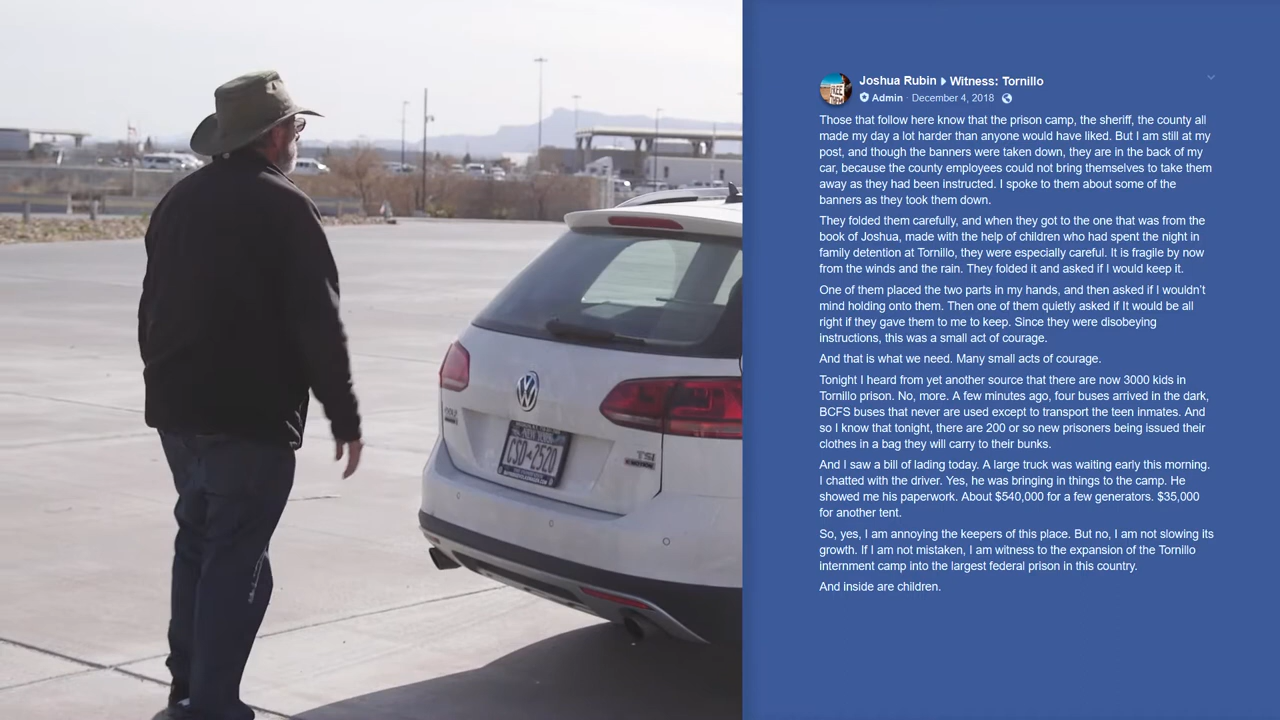 Joshua Rubin Witness: Tornillo
Admin · December 4, 2018
Those that follow here know that the prison camp, the sheriff, the county all
made my day a lot harder than anyone would have liked. But I am still at my
post, and though the banners were taken down, they are in the back of my
car, because the county employees could not bring themselves to take them
away as they had been instructed. I spoke to them about some of the
banners as they took them down.
They folded them carefully, and when they got to the one that was from the
book of Joshua, made with the help of children who had spent the night in
family detention at Tornillo, they were especially careful. It is fragile by now
from the winds and the rain. They folded it and asked if I would keep it.
One of them placed the two parts in my hands, and then asked if I wouldn't
mind holding onto them. Then one of them quietly asked if It would be all
right if they gave them to me to keep. Since they were disobeying
instructions, this was a small act of courage.
And that is what we need. Many small acts of courage.
Tonight I heard from yet another source that there are now 3000 kids in
Tornillo prison. No, more. A few minutes ago, four buses arrived in the dark,
BCFS buses that never are used except to transport the teen inmates. And
so I know that tonight, there are 200 or so new prisoners being issued their
clothes in a bag they will carry to their bunks.
And I saw a bill of lading today. A large truck was waiting early this morning.
I chatted with the driver. Yes, he was bringing in things to the camp. He
showed me his paperwork. About $540,000 for a few generators. $35,000
for another tent.
So, yes, I am annoying the keepers of this place. But no, I am not slowing its
growth. If I am not mistaken, I am witness to the expansion of the Tornillo
internment camp into the largest federal prison in this country.
And inside are children.
CSD 2520
TSI